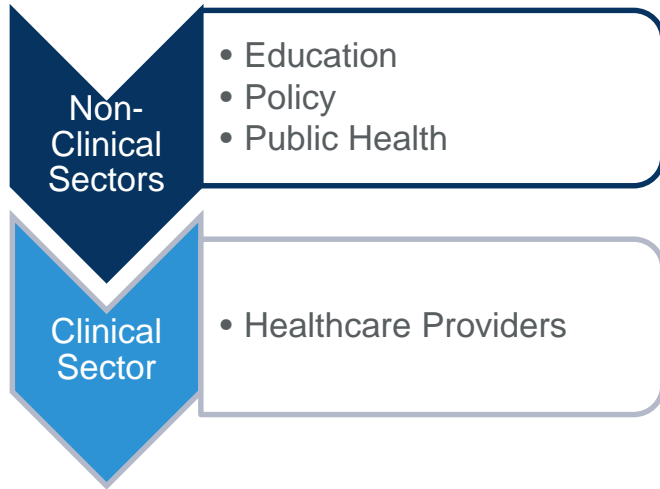 Non-
Clinical
Sectors
• Education
• Policy
• Public Health
Clinical
Sector
• Healthcare Providers